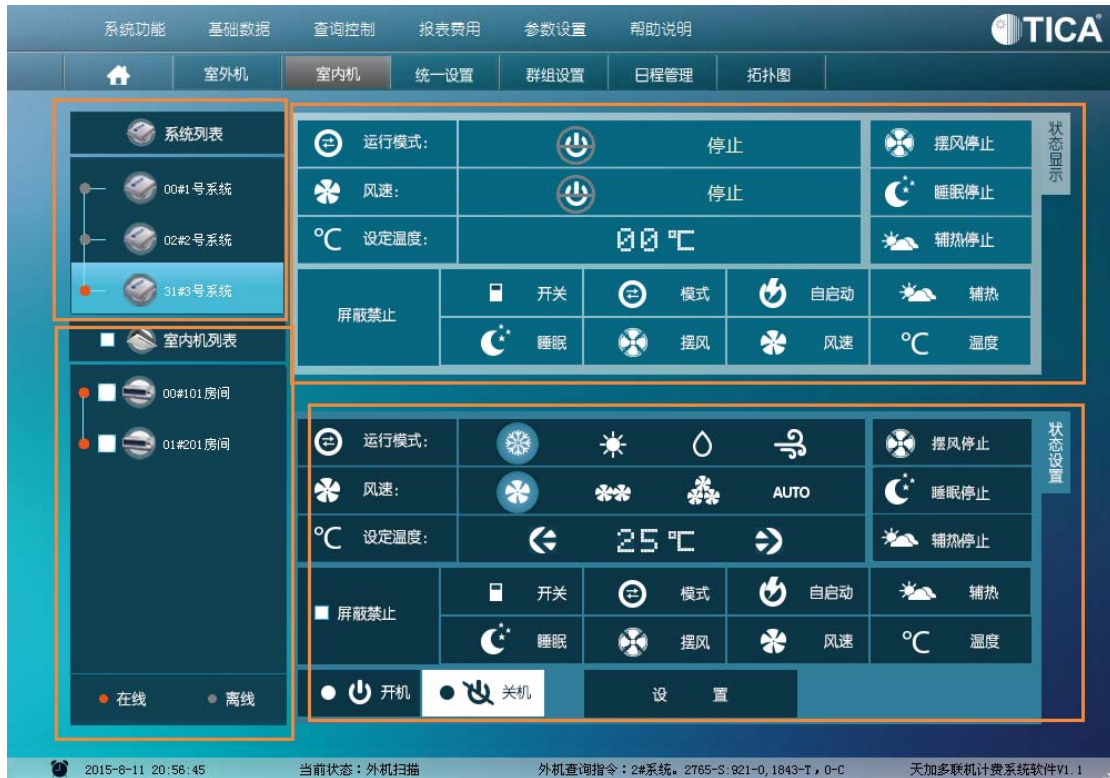 系统功能 基础数据 查询控制 报表费用 参数设置 帮助说明 TICA
室外机 室内机 统一设置 群组设置 日程管理 拓扑图
系统列表
00#1号系统
02#2号系统
31#3号系统
室内机列表
00#101房间
01#201房间
在线 离线
状态显示
运行模式: 停止 摆风停止
风速: 停止 睡眠停止
℃ 设定温度: 00℃ 辅热停止
屏蔽禁止
开关 模式 自启动 辅热
睡眠 摆风 风速 ℃ 温度
状态设置
运行模式: 摆风停止
风速: AUTO 睡眠停止
℃ 设定温度: 25℃ 辅热停止
屏蔽禁止
开关 模式 自启动 辅热
睡眠 摆风 风速 ℃ 温度
开机 关机 设 置
2015-8-11 20:56:45 当前状态：外机扫描 外机查询指令：2#系统。2765-S:921-0,1843-T，0-C 天加多联机计费系统软件V1.1